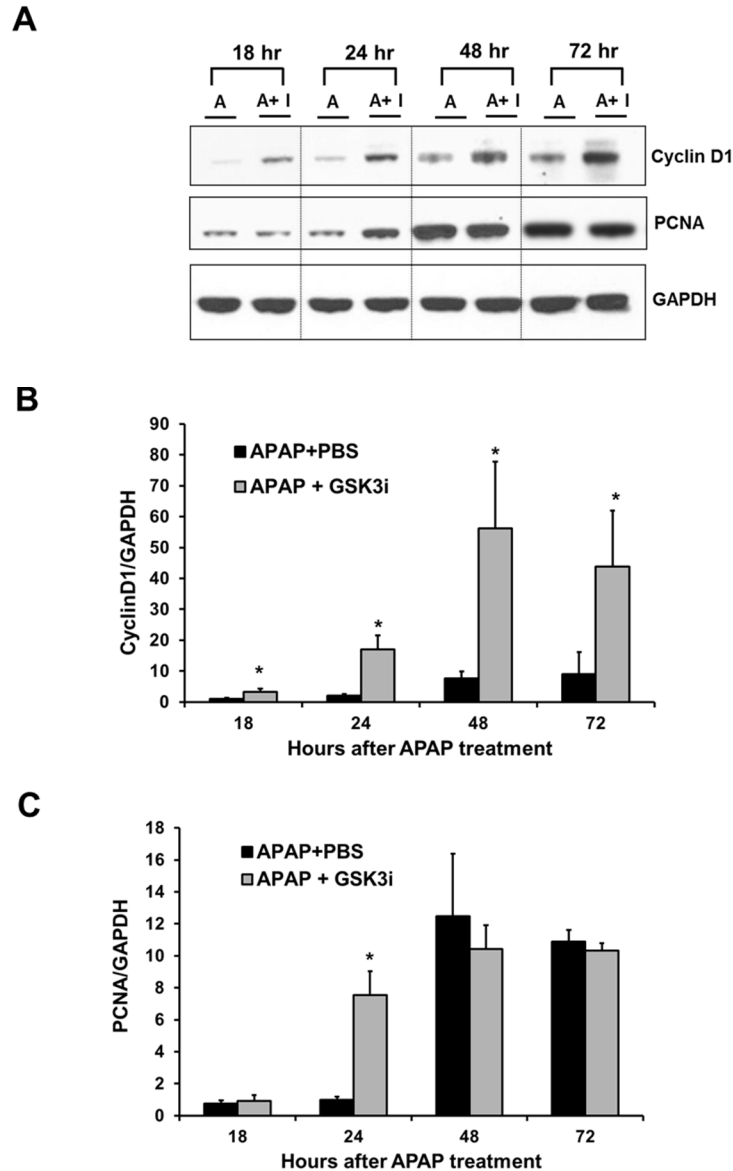 A
18 hr 24 hr 48 hr 72 hr
A A+ I A A+ I A A+ I A A+ I
Cyclin D1
PCNA
GAPDH
B
90
80
70
60
50
40
30
20
10
0
CyclinD1/GAPDH
APAP+PBS
APAP + GSK3i
* * * *
18 24 48 72
Hours after APAP treatment
C
18
16
14
12
10
8
6
4
2
0
PCNA/GAPDH
APAP+PBS
APAP + GSK3i
*
18 24 48 72
Hours after APAP treatment